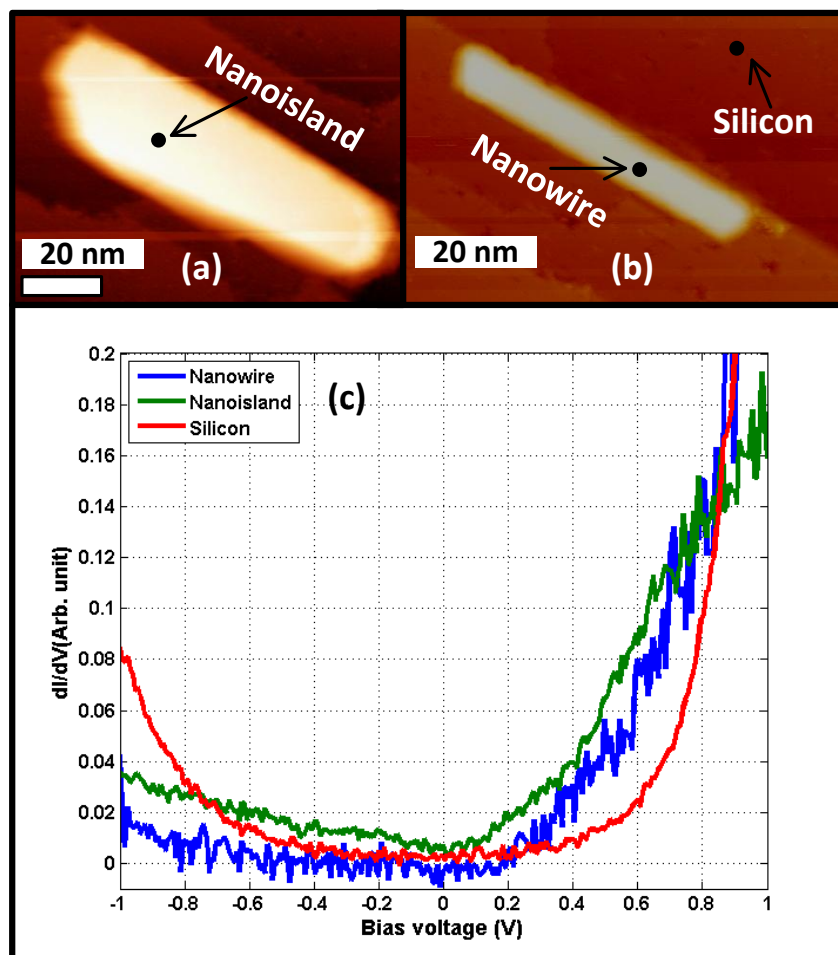 Nanoisland
20 nm
(a)
Silicon
Nanowire
20 nm
(b)
0.2
0.18
0.16
0.14
0.12
0.1
0.08
0.06
0.04
0.02
0
dI/dV(Arb. unit)
Nanowire
Nanoisland
Silicon
(c)
-1 -0.8 -0.6 -0.4 -0.2 0 0.2 0.4 0.6 0.8 1
Bias voltage (V)